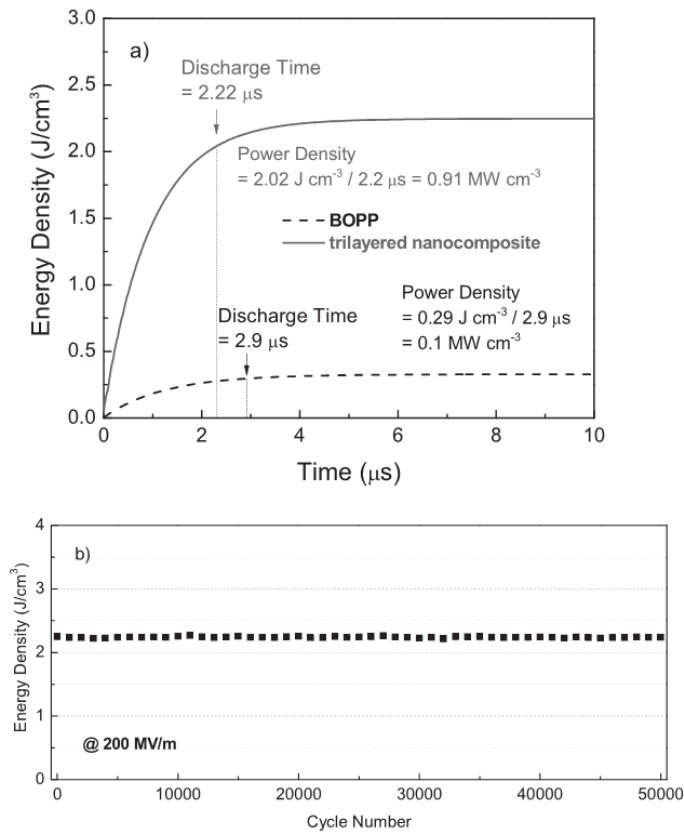 3.0
a)
Discharge Time
= 2.22 μs
2.5
2.0
Power Density
= 2.02 J cm⁻³ / 2.2 μs = 0.91 MW cm⁻³
1.5
BOPP
trilayered nanocomposite
1.0
Power Density
Discharge Time
= 0.29 J cm⁻³ / 2.9 μs
= 2.9 μs
= 0.1 MW cm⁻³
0.5
0.0
0 2 4 6 8 10
Energy Density (J/cm³)
Time (μs)
4
b)
3
2
1
@ 200 MV/m
0
0 10000 20000 30000 40000 50000
Energy Density (J/cm³)
Cycle Number